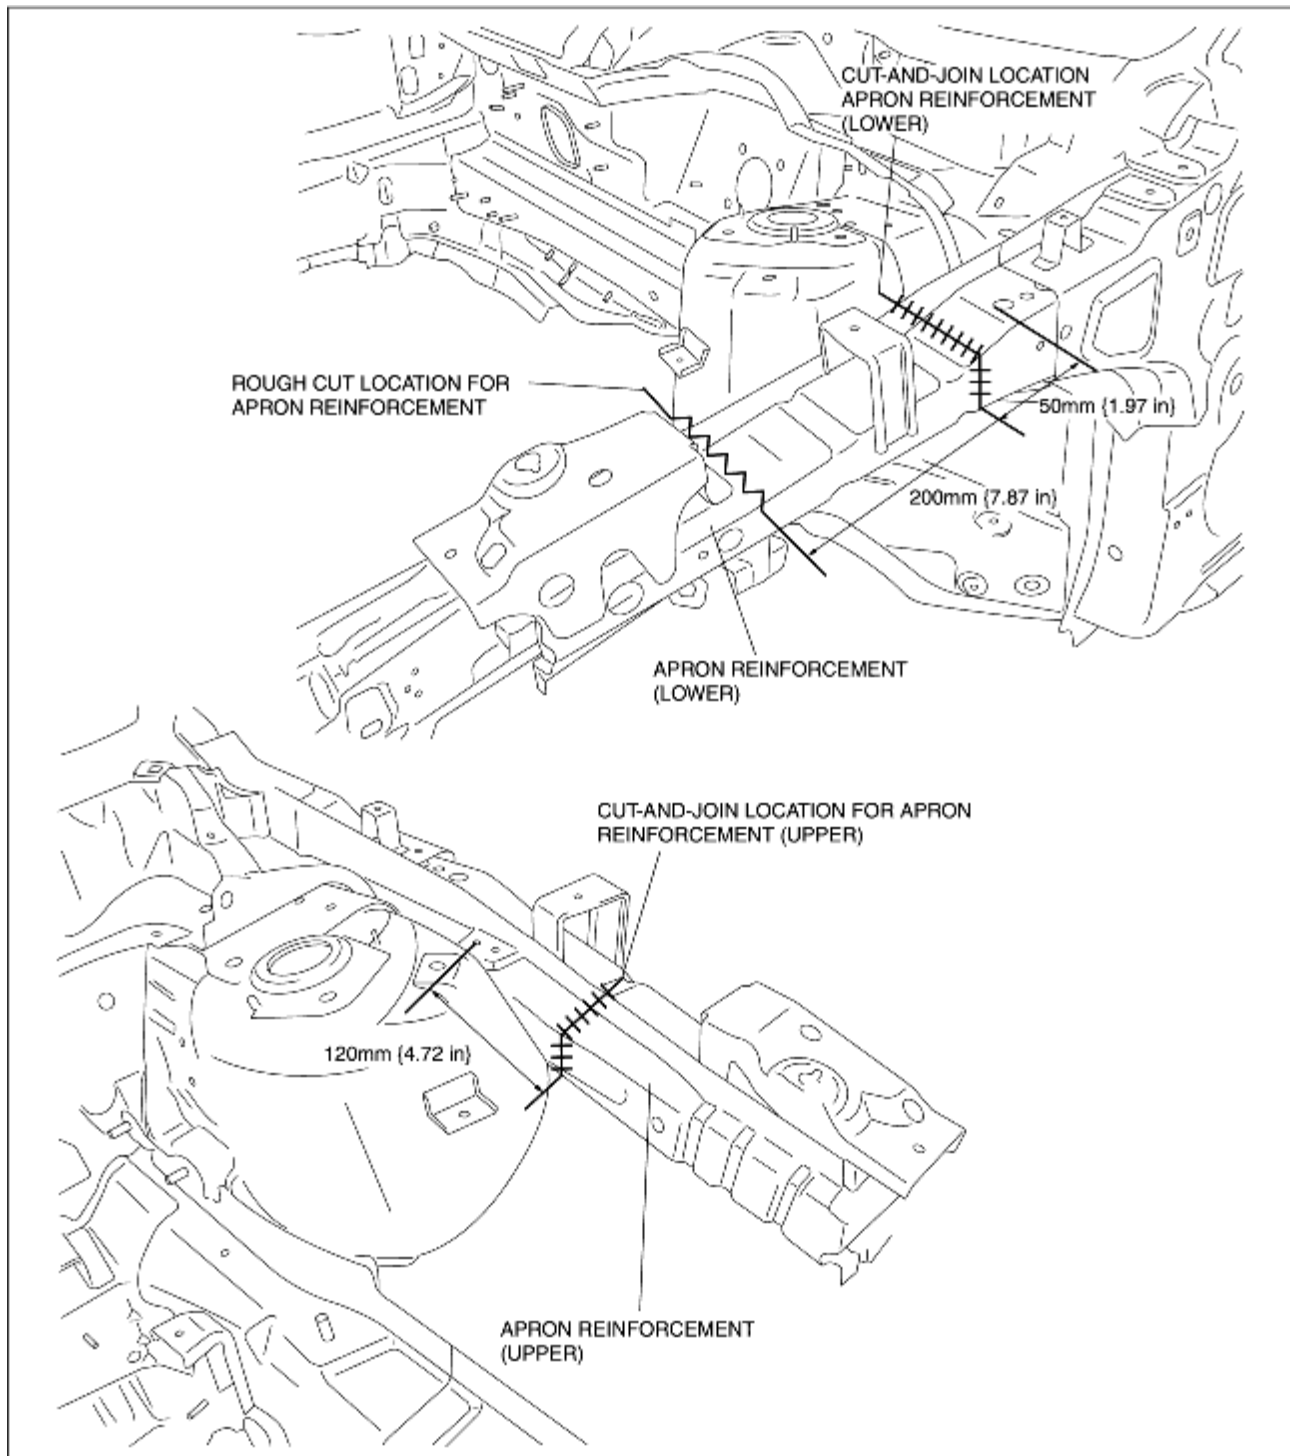 CUT-AND-JOIN LOCATION
APRON REINFORCEMENT
(LOWER)
ROUGH CUT LOCATION FOR
APRON REINFORCEMENT
50mm {1.97 in}
200mm {7.87 in}
APRON REINFORCEMENT
(LOWER)
CUT-AND-JOIN LOCATION FOR APRON
REINFORCEMENT (UPPER)
120mm {4.72 in}
APRON REINFORCEMENT
(UPPER)